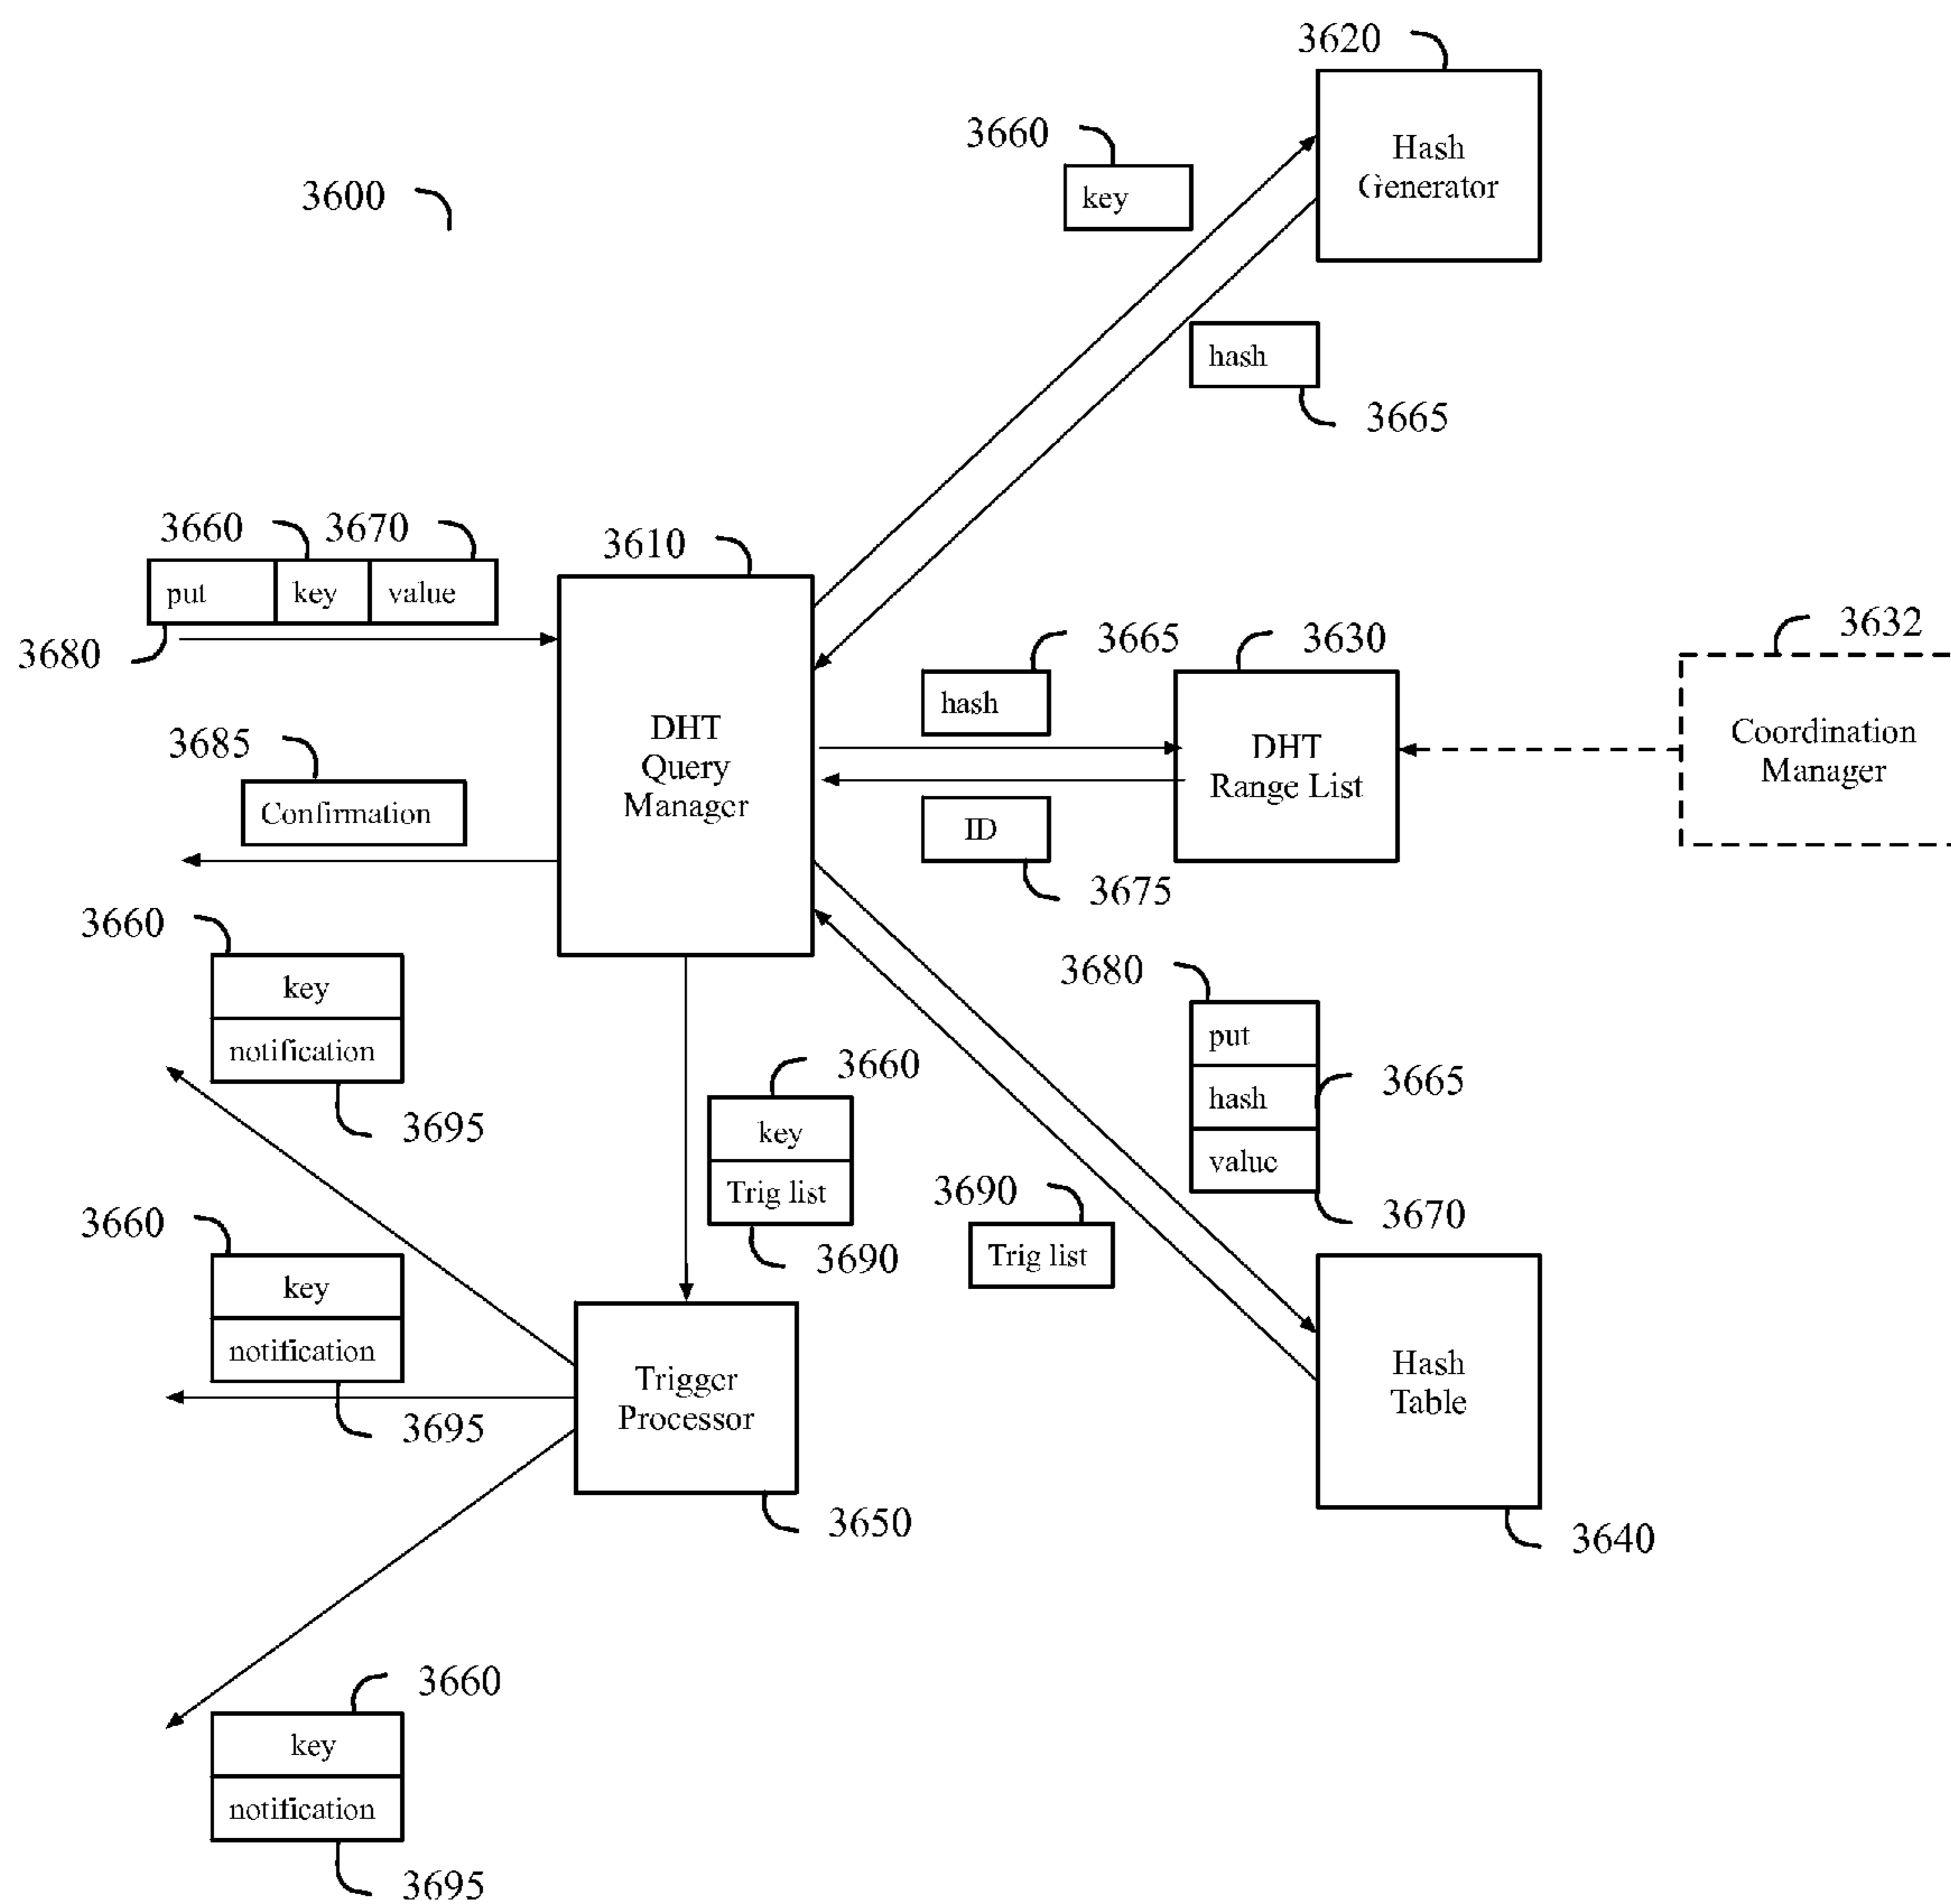 3620
3660
Hash
Generator
key
3600
hash
3665
3660
3670
3610
put
key
value
3680
3665
3630
3632
hash
DHT
Query
Manager
DHT
Range List
Coordination
Manager
3685
Confirmation
ID
3675
3660
key
notification
3695
3680
put
hash
value
3665
3670
3660
key
Trig list
3690
3690
Trig list
3660
key
notification
3695
Trigger
Processor
3650
Hash
Table
3640
3660
key
notification
3695